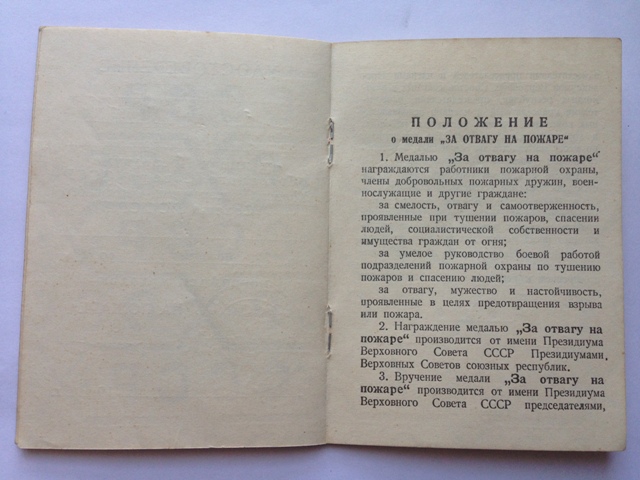 ПОЛОЖЕНИЕ
о медали „ЗА ОТВАГУ НА ПОЖАРЕ“
1. Медалью „За отвагу на пожаре“
награждаются работники пожарной охраны,
члены добровольных пожарных дружин, воен-
нослужащие и другие граждане:
за смелость, отвагу и самоотверженность,
проявленные при тушении пожаров, спасении
людей, социалистической собственности и
имущества граждан от огня;
за умелое руководство боевой работой
подразделений пожарной охраны по тушению
пожаров и спасению людей;
за отвагу, мужество и настойчивость,
проявленные в целях предотвращения взрыва
или пожара.
2. Награждение медалью „За отвагу на
пожаре“ производится от имени Президиума
Верховного Совета СССР Президиумами
Верховных Советов союзных республик.
3. Вручение медали „За отвагу на
пожаре“ производится от имени Президиума
Верховного Совета СССР председателями,